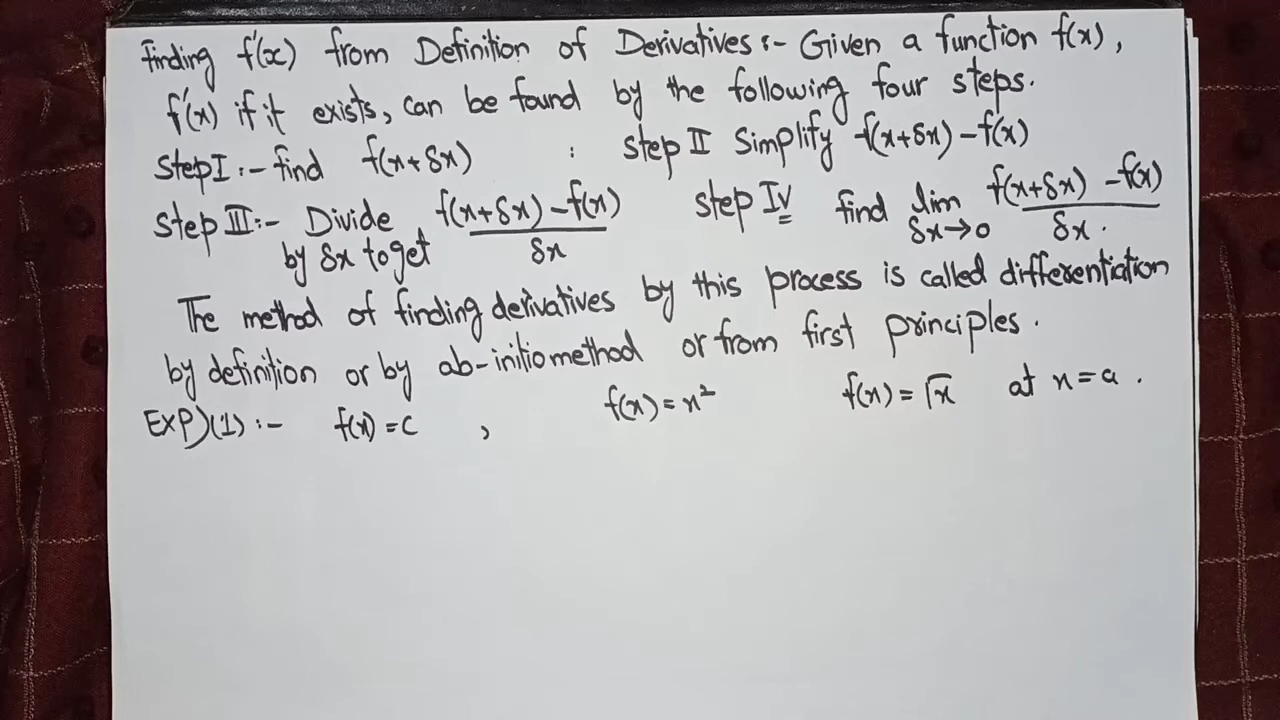 Finding f'(x) from Definition of Derivatives :- Given a function f(x),
f'(x) if it exists, can be found by the following four steps.
Step I :- find f(x+δx) : step II Simplify f(x+δx)-f(x)
Step III :- Divide f(x+δx)-f(x) / δx step IV find lim f(x+δx)-f(x) / δx.
by δx to get δx→0
The method of finding derivatives by this process is called differentiation
by definition or by ab-initio method or from first principles.
EXP)(1) :- f(x) = c , f(x) = x² f(x) = √x at x = a.